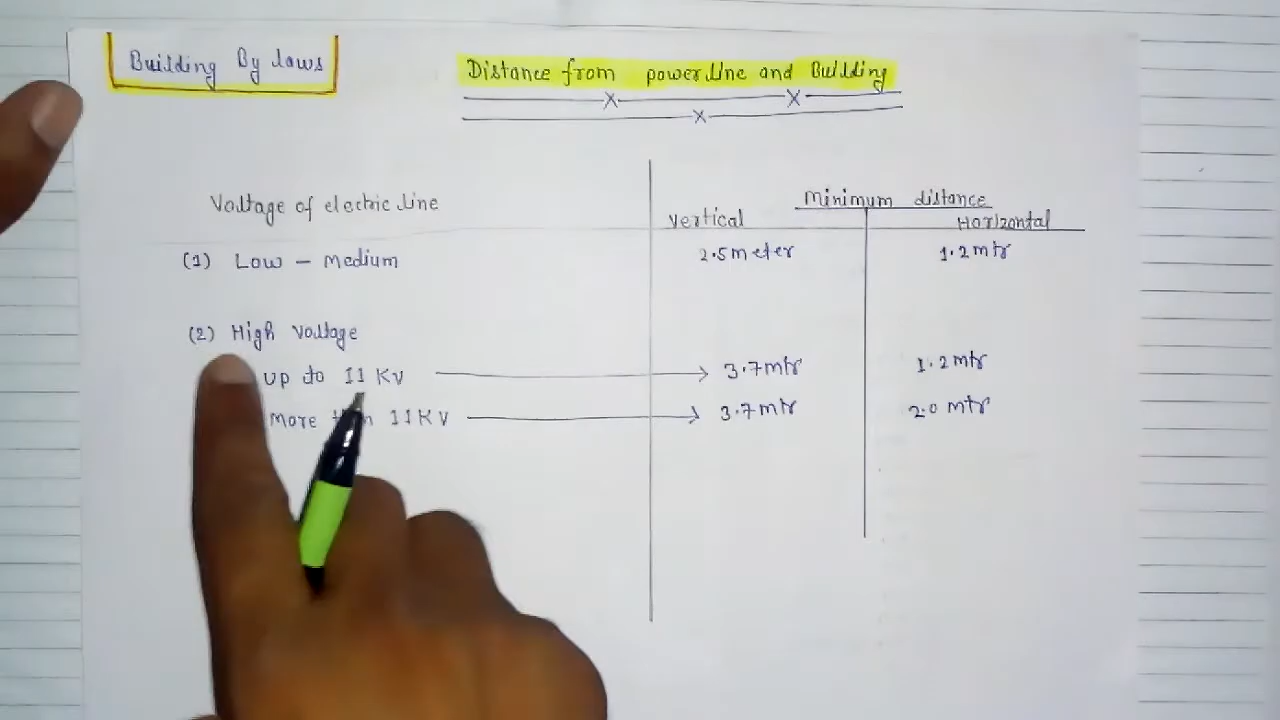 Building By laws
Distance from power line and Building
Voltage of electric line
Minimum distance
Vertical
Horizontal
(1) Low - medium
2.5 meter
1.2 mtr
(2) High Voltage
up to 11 Kv
3.7 mtr
1.2 mtr
more than 11 KV
3.7 mtr
2.0 mtr